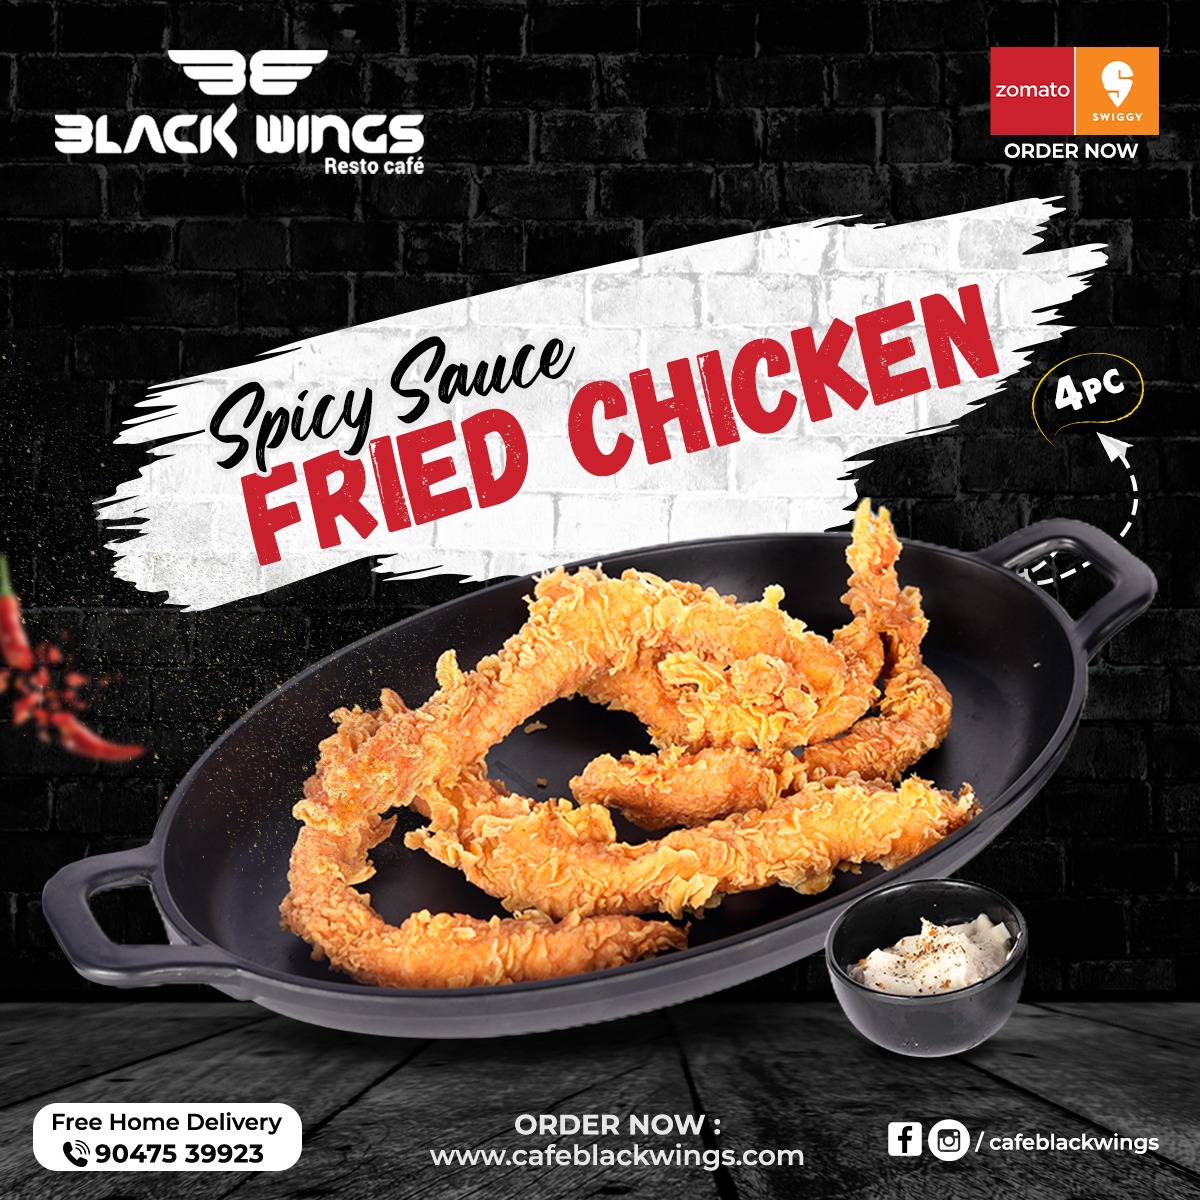 BLACK WINGS
Resto café
zomato
SWIGGY
ORDER NOW
Spicy Sauce
FRIED CHICKEN
4PC
Free Home Delivery
90475 39923
ORDER NOW :
www.cafeblackwings.com
/ cafeblackwings